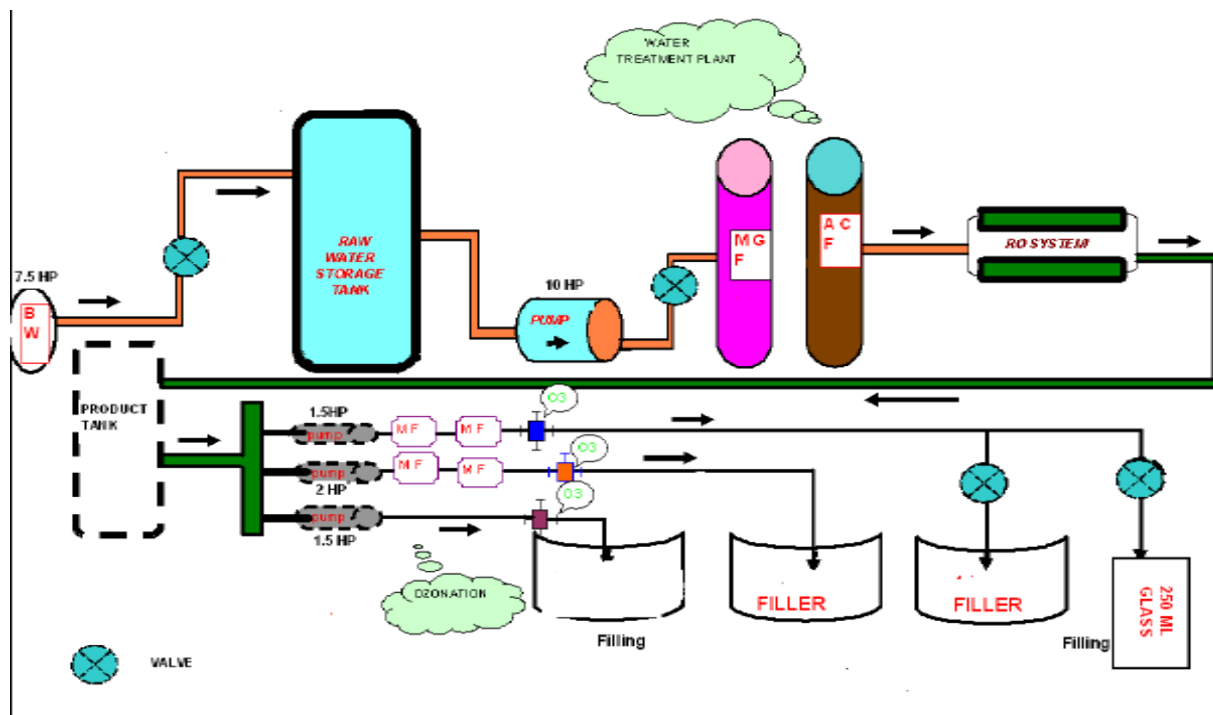 WATER
TREATMENT PLANT
7.5 HP
B
W
RAW
WATER
STORAGE
TANK
10 HP
PUMP
M G
F
A C
F
RO SYSTEM
PRODUCT
TANK
1.5HP
pump
M F
M F
O3
pump
M F
M F
O3
2 HP
pump
O3
1.5 HP
OZONATION
Filling
FILLER
FILLER
Filling
250 ML
GLASS
VALVE